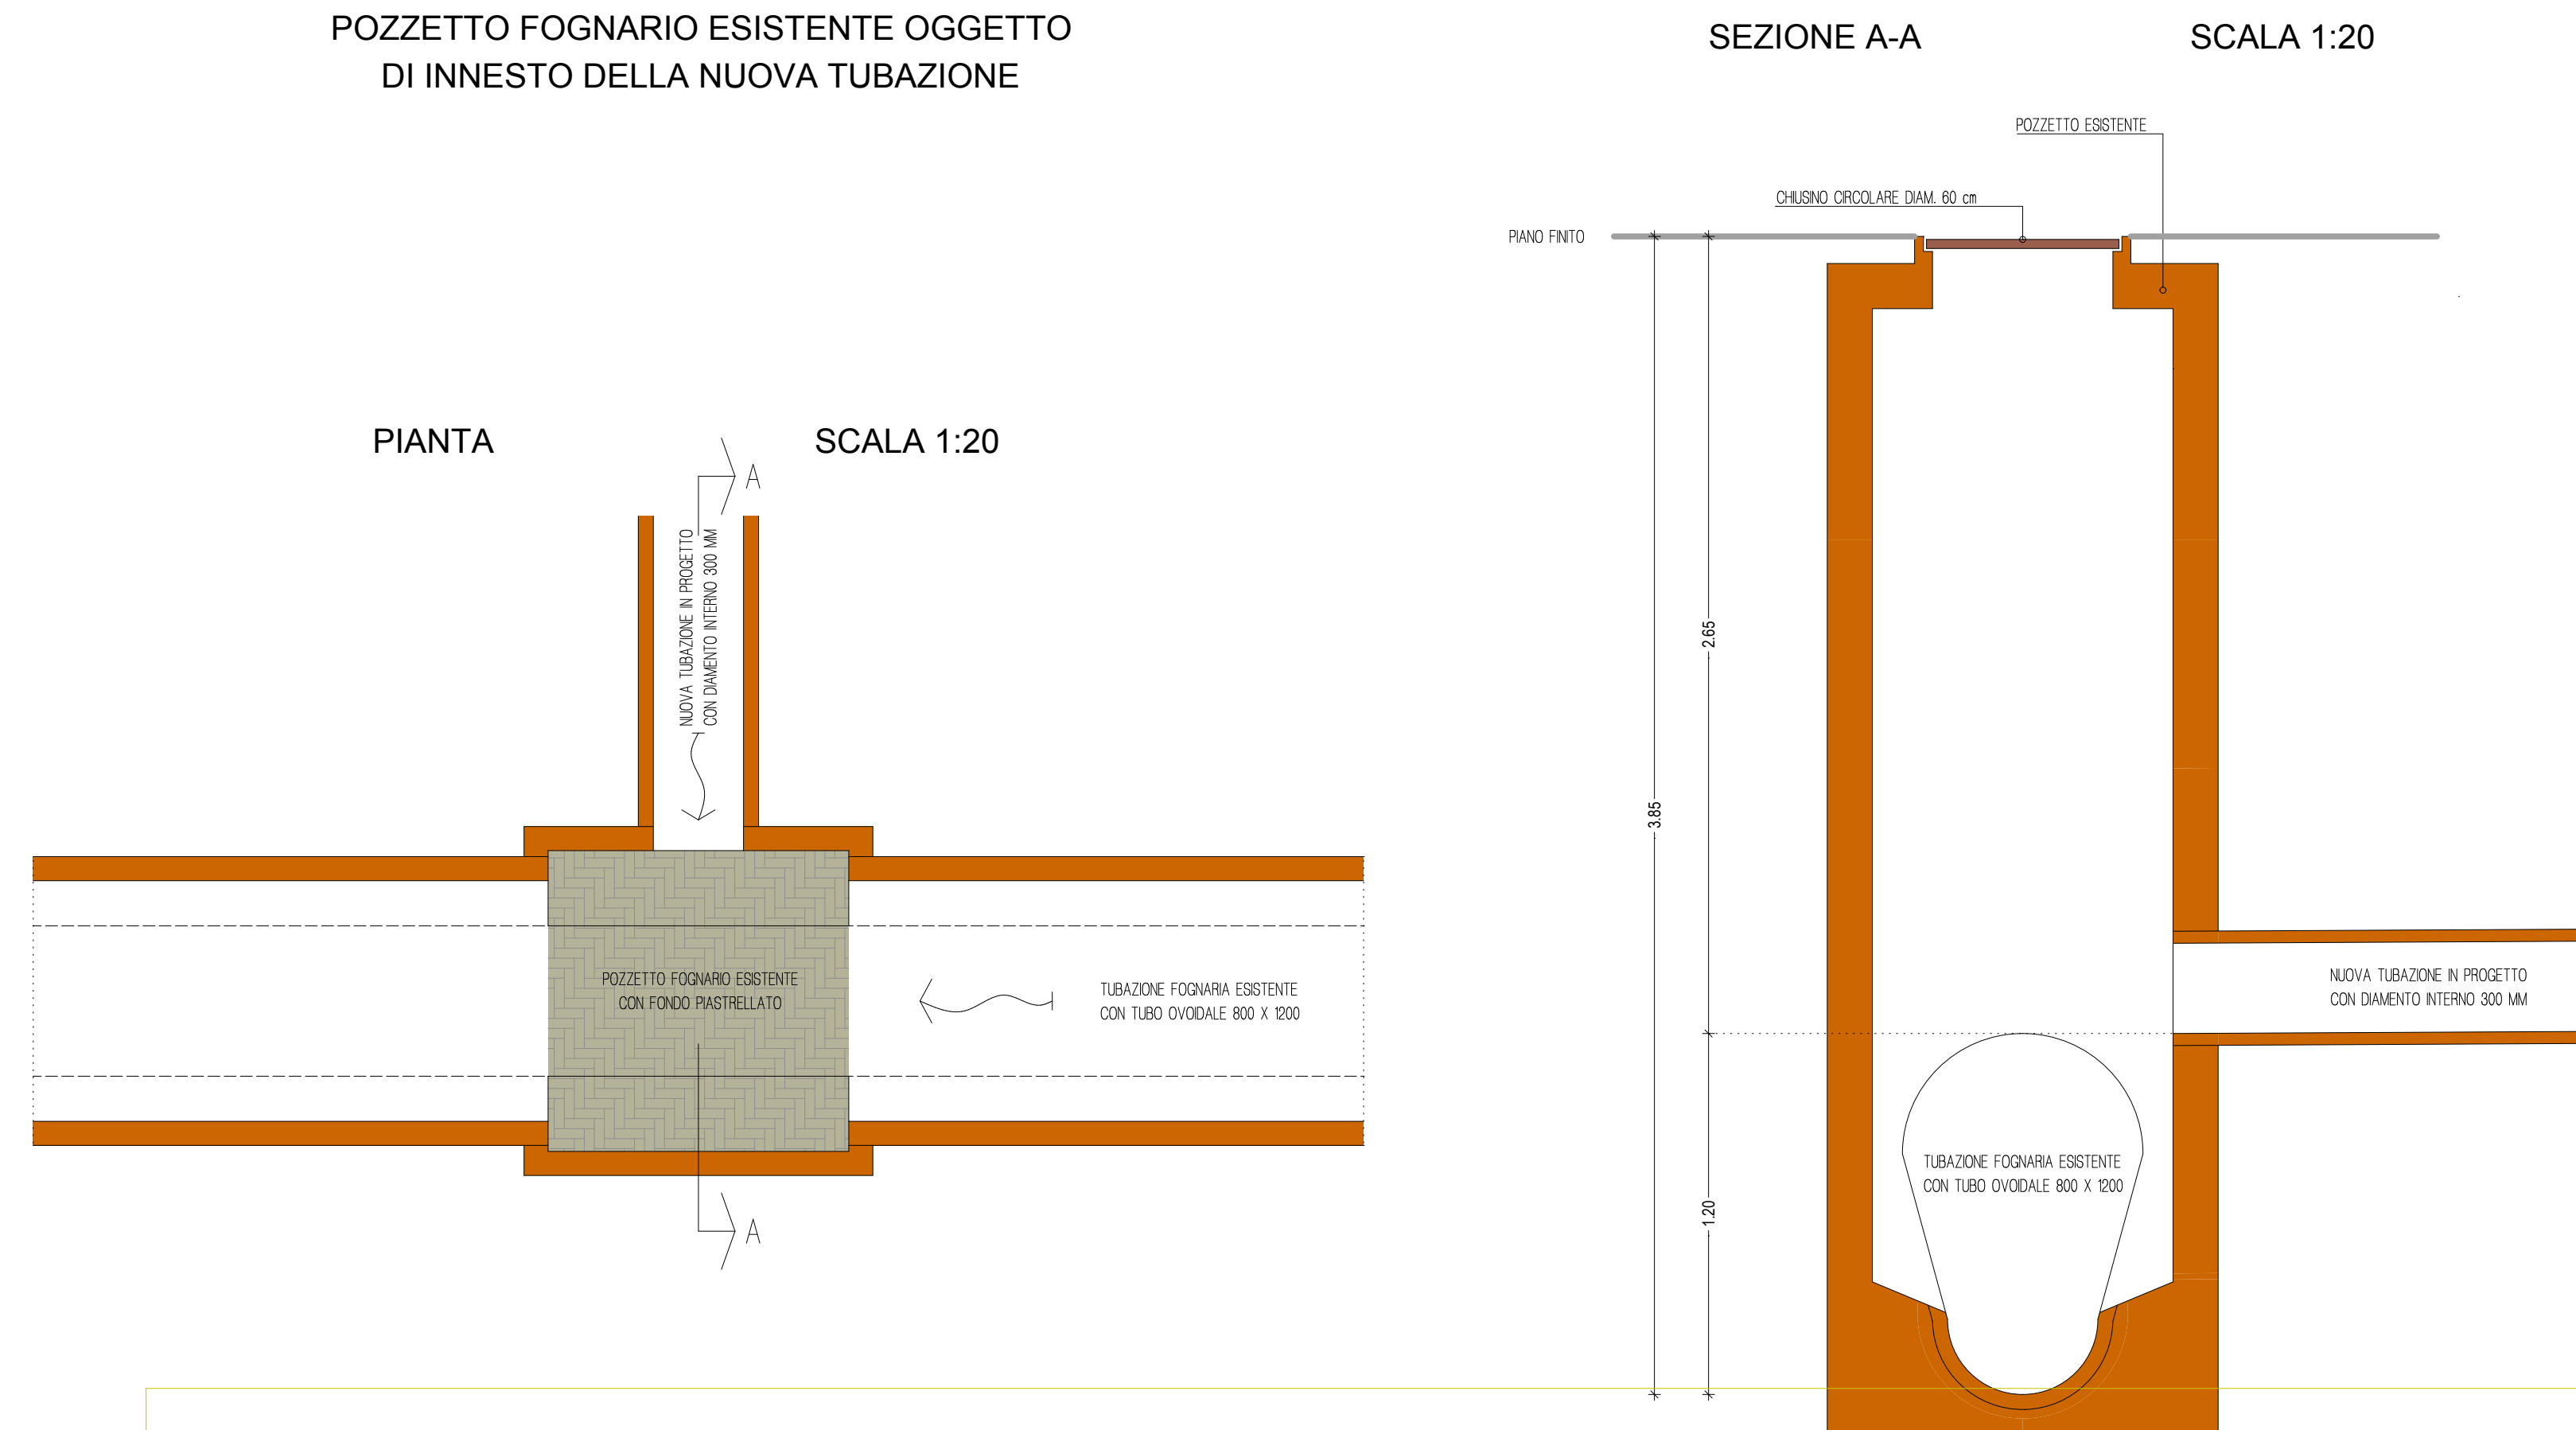 POZZETTO FOGNARIO ESISTENTE OGGETTO
DI INNESTO DELLA NUOVA TUBAZIONE
PIANTA
SCALA 1:20
A
NUOVA TUBAZIONE IN PROGETTO
CON DIAMENTO INTERNO 300 MM
POZZETTO FOGNARIO ESISTENTE
CON FONDO PIASTRELLATO
TUBAZIONE FOGNARIA ESISTENTE
CON TUBO OVOIDALE 800 X 1200
A
SEZIONE A-A
SCALA 1:20
POZZETTO ESISTENTE
CHIUSINO CIRCOLARE DIAM. 60 cm
PIANO FINITO
2.65
3.85
NUOVA TUBAZIONE IN PROGETTO
CON DIAMENTO INTERNO 300 MM
TUBAZIONE FOGNARIA ESISTENTE
CON TUBO OVOIDALE 800 X 1200
1.20